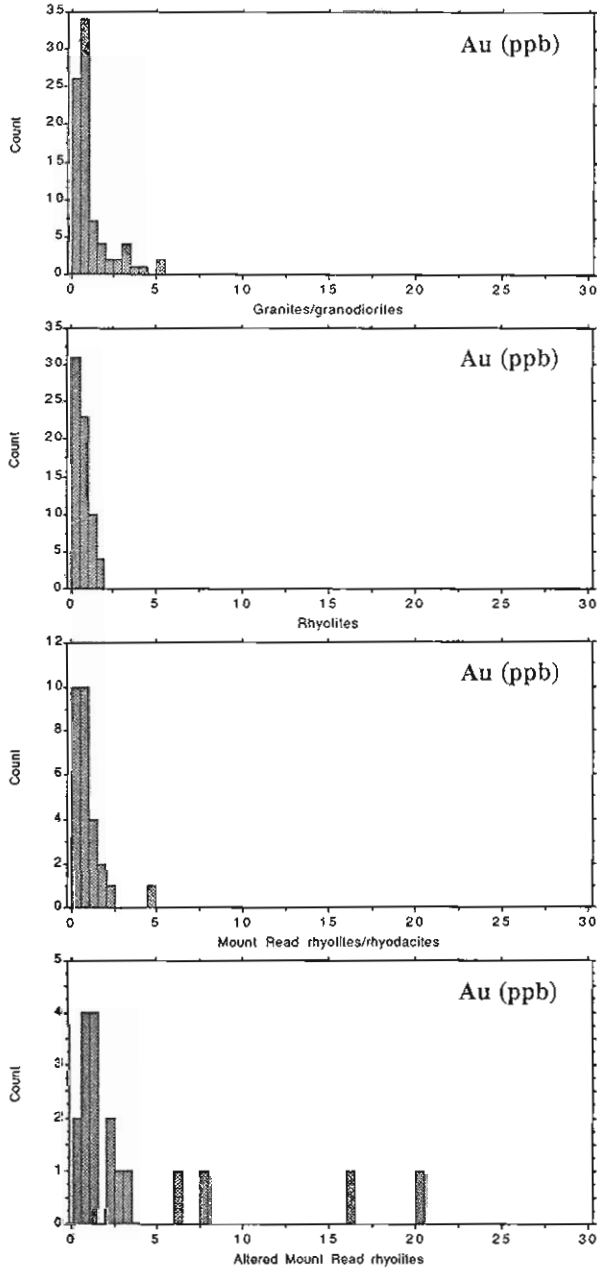 35
30
25
20
15
10
5
0
Count
Au (ppb)
0 5 10 15 20 25 30
Granites/granodiorites
35
30
25
20
15
10
5
0
Count
Au (ppb)
0 5 10 15 20 25 30
Rhyolites
12
10
8
6
4
2
0
Count
Au (ppb)
0 5 10 15 20 25 30
Mount Read rhyolites/rhyodacites
5
4
3
2
1
0
Count
Au (ppb)
0 5 10 15 20 25 30
Altered Mount Read rhyolites